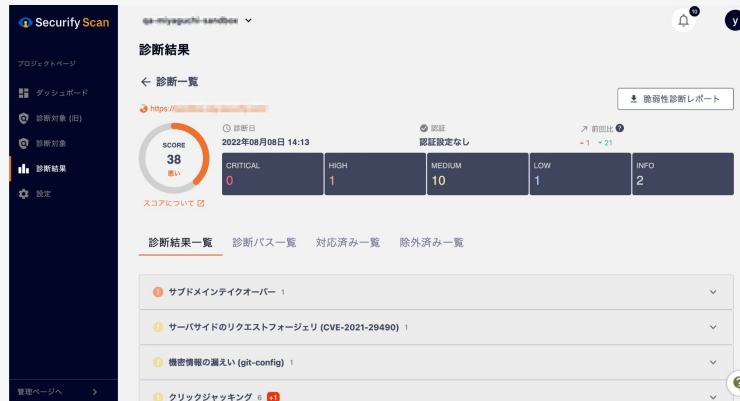 Securify Scan
10
y
プロジェクトページ
ダッシュボード
診断対象 (旧)
診断対象
診断結果
設定
管理ページへ
診断結果
← 診断一覧
https://
脆弱性診断レポート
SCORE
38
悪い
スコアについて
診断日
2022年08月08日 14:13
認証
認証設定なし
前回比
1 21
CRITICAL
0
HIGH
1
MEDIUM
10
LOW
1
INFO
2
診断結果一覧 診断パス一覧 対応済み一覧 除外済み一覧
サブドメインテイクオーバー 1
サーバサイドのリクエストフォージェリ (CVE-2021-29490) 1
機密情報の漏えい (git-config) 1
クリックジャッキング 6 +1